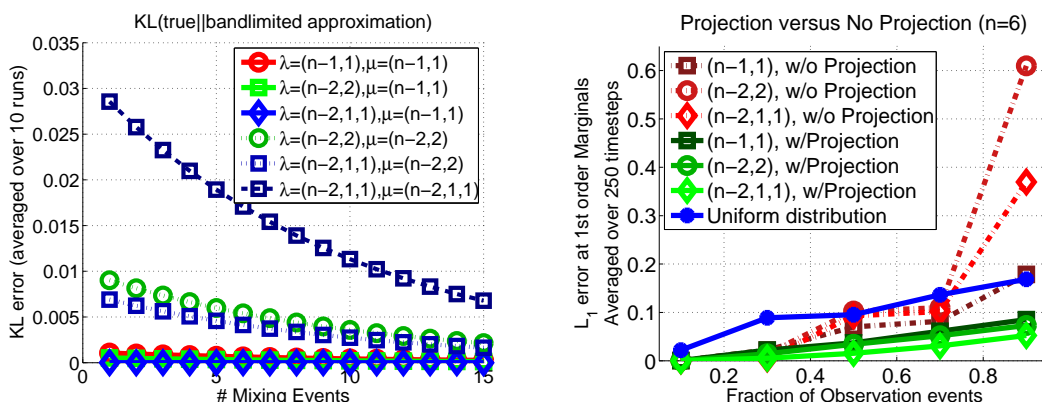 KL(true||bandlimited approximation)
0.035
0.03
0.025
0.02
0.015
0.01
0.005
0
0
5
10
15
KL error (averaged over 10 runs)
# Mixing Events
λ=(n−1,1),μ=(n−1,1)
λ=(n−2,2),μ=(n−1,1)
λ=(n−2,1,1),μ=(n−1,1)
λ=(n−2,2),μ=(n−2,2)
λ=(n−2,1,1),μ=(n−2,2)
λ=(n−2,1,1),μ=(n−2,1,1)
Projection versus No Projection (n=6)
L1 error at 1st order Marginals
Averaged over 250 timesteps
0.6
0.5
0.4
0.3
0.2
0.1
0
0.2
0.4
0.6
0.8
Fraction of Observation events
(n−1,1), w/o Projection
(n−2,2), w/o Projection
(n−2,1,1), w/o Projection
(n−1,1), w/Projection
(n−2,2), w/Projection
(n−2,1,1), w/Projection
Uniform distribution